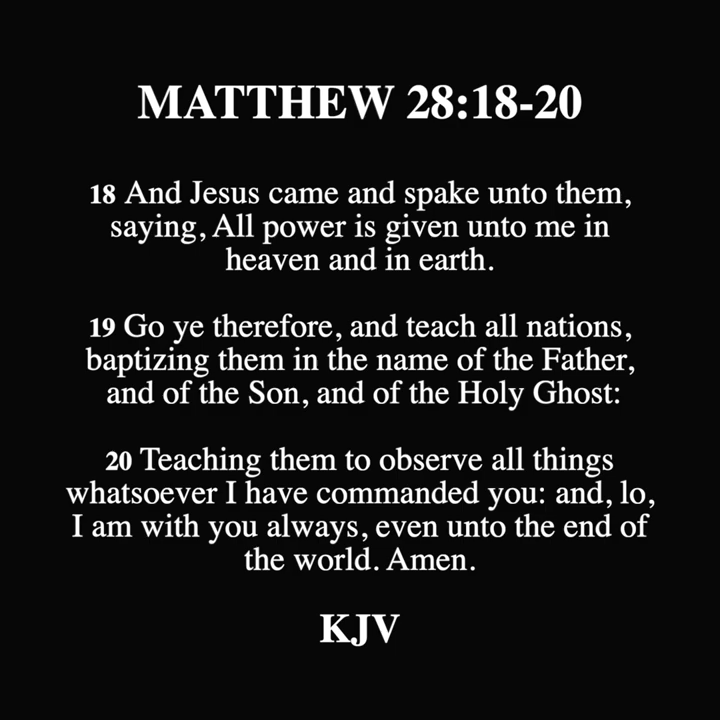 MATTHEW 28:18-20
18 And Jesus came and spake unto them,
saying, All power is given unto me in
heaven and in earth.
19 Go ye therefore, and teach all nations,
baptizing them in the name of the Father,
and of the Son, and of the Holy Ghost:
20 Teaching them to observe all things
whatsoever I have commanded you: and, lo,
I am with you always, even unto the end of
the world. Amen.
KJV